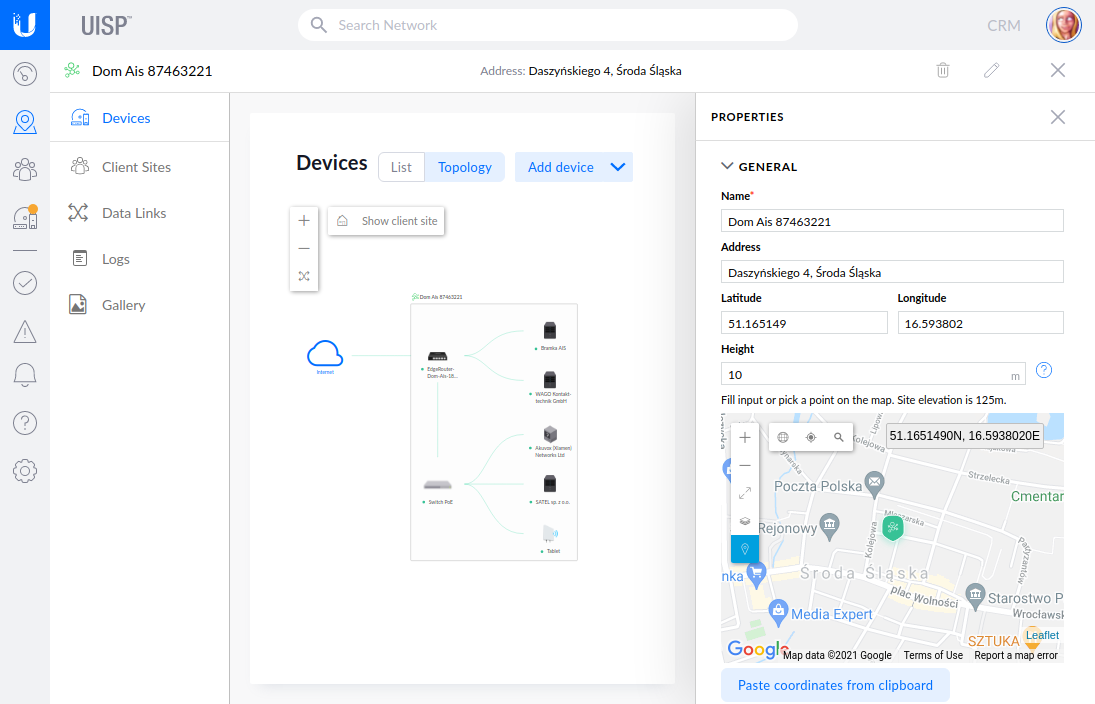 UISP™
Search Network
CRM
Dom Ais 87463221
Address: Daszyńskiego 4, Środa Śląska
Devices
Client Sites
Data Links
Logs
Gallery
Devices
List
Topology
Add device
Show client site
Dom Ais 87463221
Internet
EdgeRouter-
Dom-Ais-18...
Bramka AIS
WAGO Kontakt-
technik GmbH
Akuvox (Xiamen)
Networks Ltd
Switch PoE
SATEL sp. z o.o.
Tablet
PROPERTIES
GENERAL
Name*
Dom Ais 87463221
Address
Daszyńskiego 4, Środa Śląska
Latitude
Longitude
51.165149
16.593802
Height
10
m
Fill input or pick a point on the map. Site elevation is 125m.
51.1651490N, 16.5938020E
Kolejowa
Lipowa
Strzelecka
Poczta Polska
Cmentar
Mleczarska
Rejonowy
Kolejowa
Partyzantów
nka
Środa Śląska
plac Wolności
Starostwo P
Media Expert
Wrocławsk
SZTUKA
Leaflet
Google
Map data ©2021 Google
Terms of Use
Report a map error
Paste coordinates from clipboard